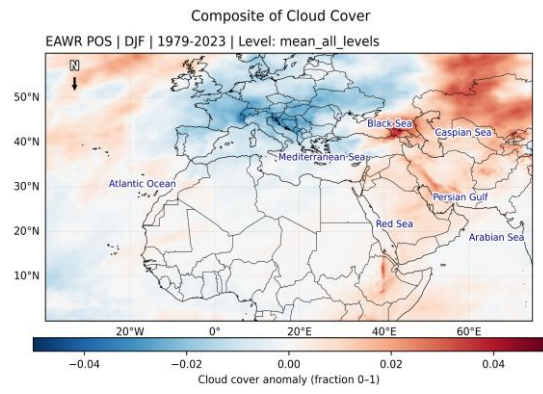 Composite of Cloud Cover
EAWR POS | DJF | 1979-2023 | Level: mean_all_levels
N
50°N
40°N
30°N
20°N
10°N
Black Sea
Caspian Sea
Mediterranean Sea
Atlantic Ocean
Persian Gulf
Red Sea
Arabian Sea
20°W 0° 20°E 40°E 60°E
−0.04 −0.02 0.00 0.02 0.04
Cloud cover anomaly (fraction 0–1)